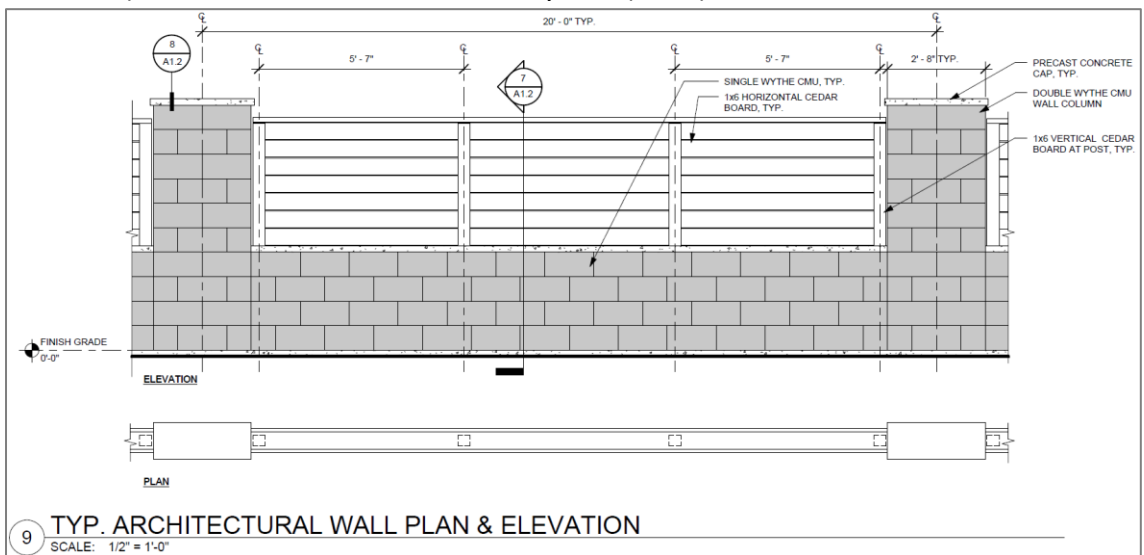 20' - 0" TYP.
8
A1.2
5' - 7"
7
A1.2
5' - 7"
2' - 8" TYP.
SINGLE WYTHE CMU, TYP.
1x6 HORIZONTAL CEDAR
BOARD, TYP.
PRECAST CONCRETE
CAP, TYP.
DOUBLE WYTHE CMU
WALL COLUMN
1x6 VERTICAL CEDAR
BOARD AT POST, TYP.
FINISH GRADE
0'-0"
ELEVATION
PLAN
9
TYP. ARCHITECTURAL WALL PLAN & ELEVATION
SCALE: 1/2" = 1'-0"